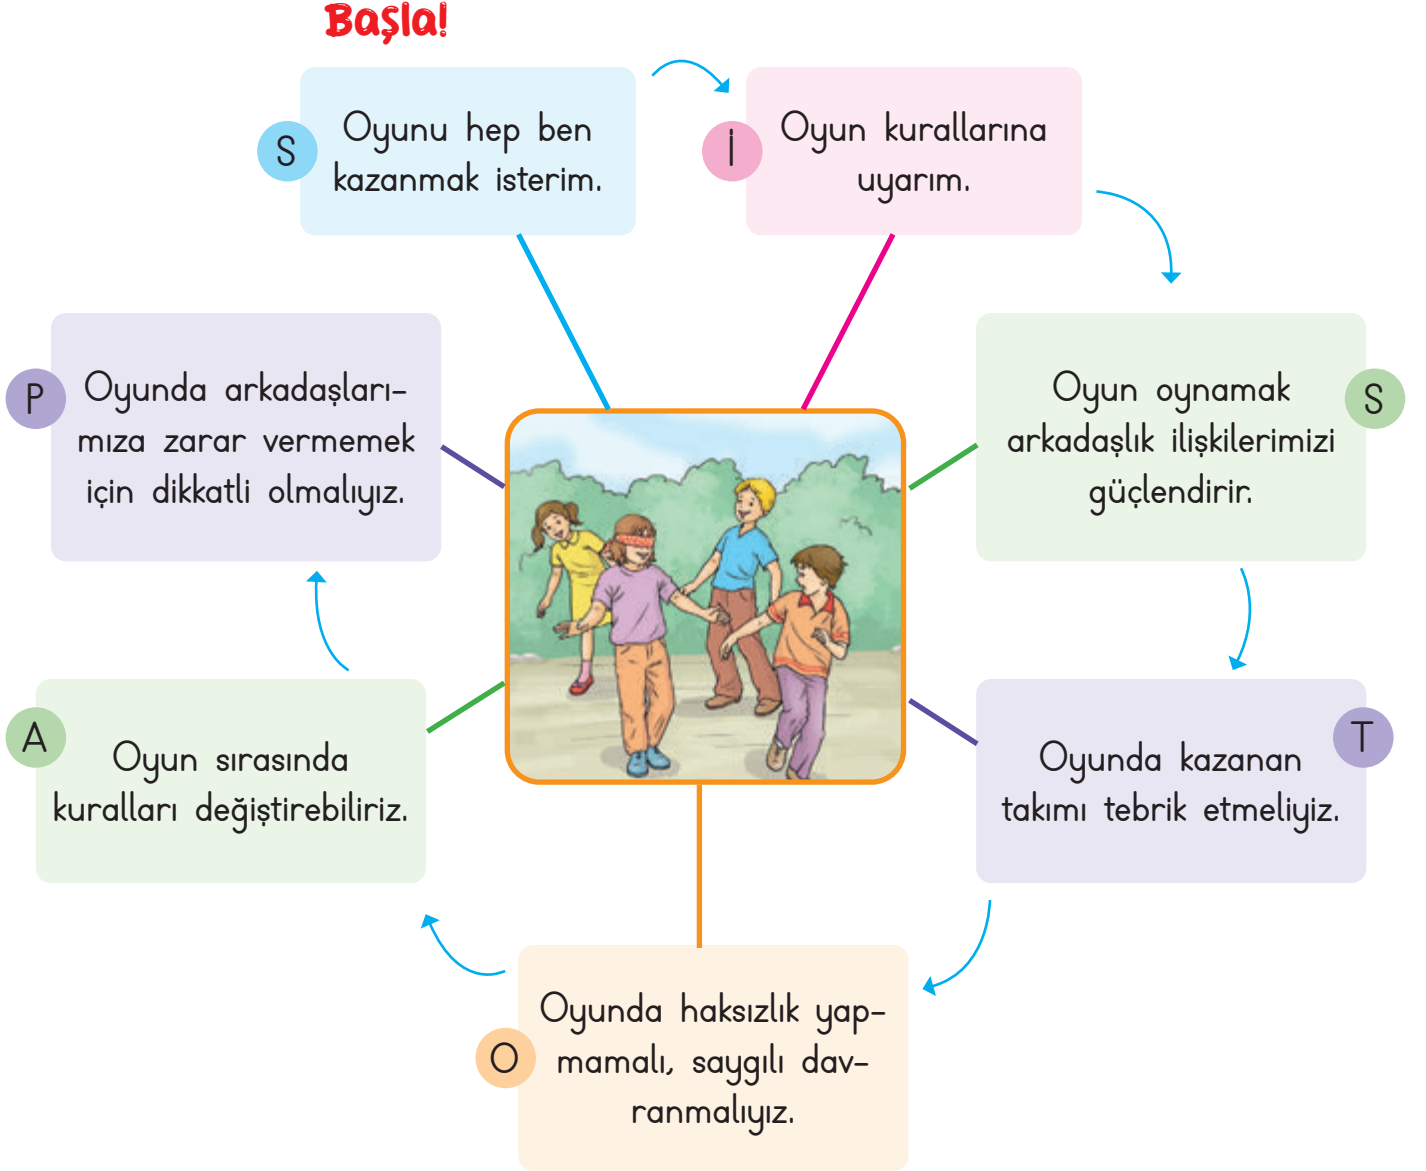 Başla!
S
Oyunu hep ben
kazanmak isterim.
İ
Oyun kurallarına
uyarım.
Oyun oynamak
arkadaşlık ilişkilerimizi
güçlendirir.
S
Oyunda kazanan
takımı tebrik etmeliyiz.
T
Oyunda haksızlık yap-
mamalı, saygılı dav-
ranmalıyız.
O
A
Oyun sırasında
kuralları değiştirebiliriz.
P
Oyunda arkadaşları-
mıza zarar vermemek
için dikkatli olmalıyız.